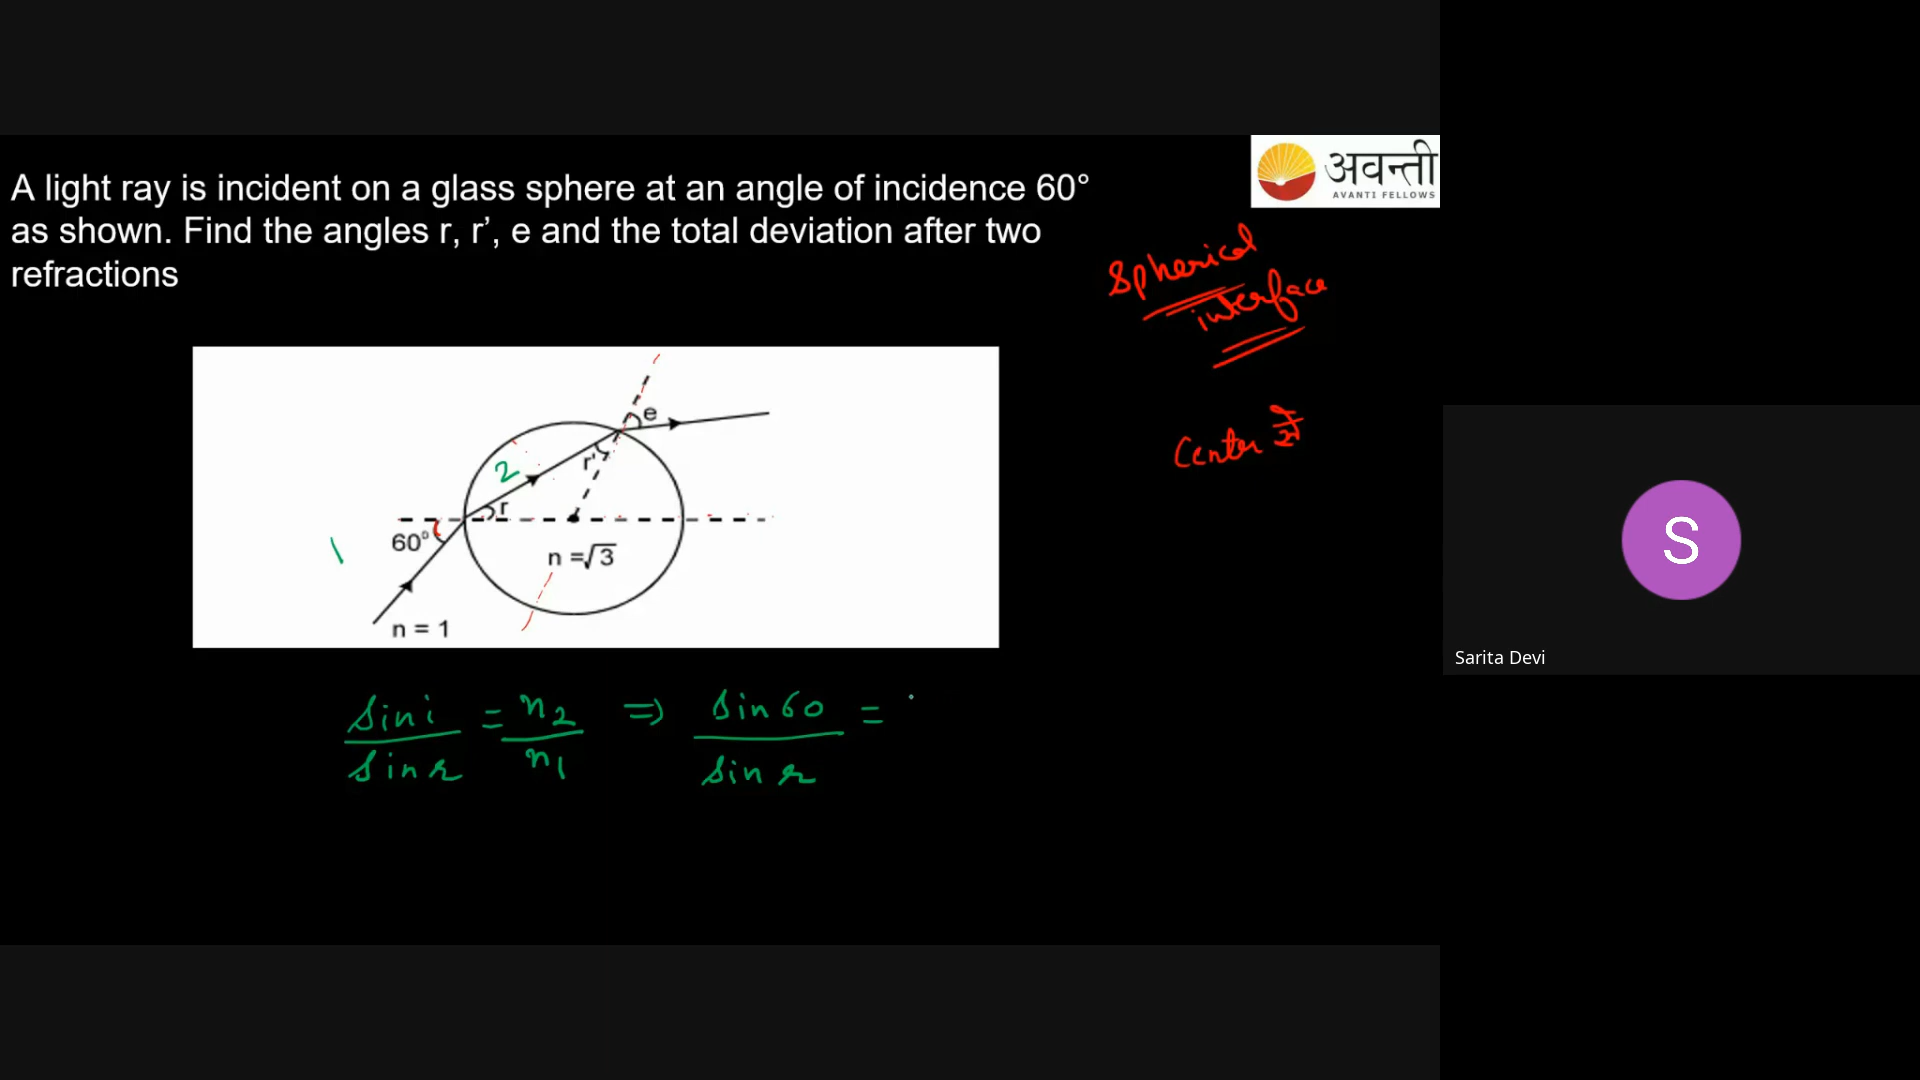 A light ray is incident on a glass sphere at an angle of incidence 60°
as shown. Find the angles r, r’, e and the total deviation after two
refractions
अवन्ती
AVANTI FELLOWS
Spherical
interface
Center से
e
2
r'
r
60°
1
n =√3
n = 1
sin i / sin r = n2 / n1 ⇒ sin 60 / sin r =
S
Sarita Devi